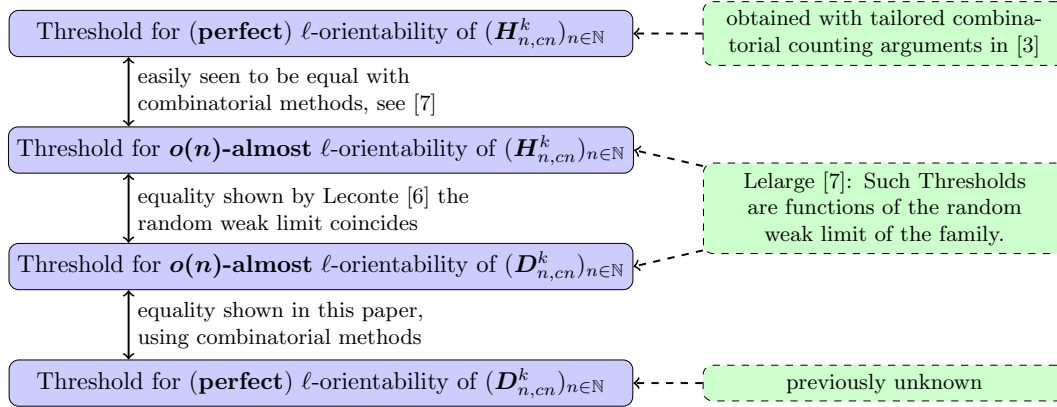 Threshold for (perfect) ℓ-orientability of (H^k_{n,cn})_{n∈ℕ}
obtained with tailored combina-
torial counting arguments in [3]
easily seen to be equal with
combinatorial methods, see [7]
Threshold for o(n)-almost ℓ-orientability of (H^k_{n,cn})_{n∈ℕ}
equality shown by Leconte [6] the
random weak limit coincides
Lelarge [7]: Such Thresholds
are functions of the random
weak limit of the family.
Threshold for o(n)-almost ℓ-orientability of (D^k_{n,cn})_{n∈ℕ}
equality shown in this paper,
using combinatorial methods
Threshold for (perfect) ℓ-orientability of (D^k_{n,cn})_{n∈ℕ}
previously unknown